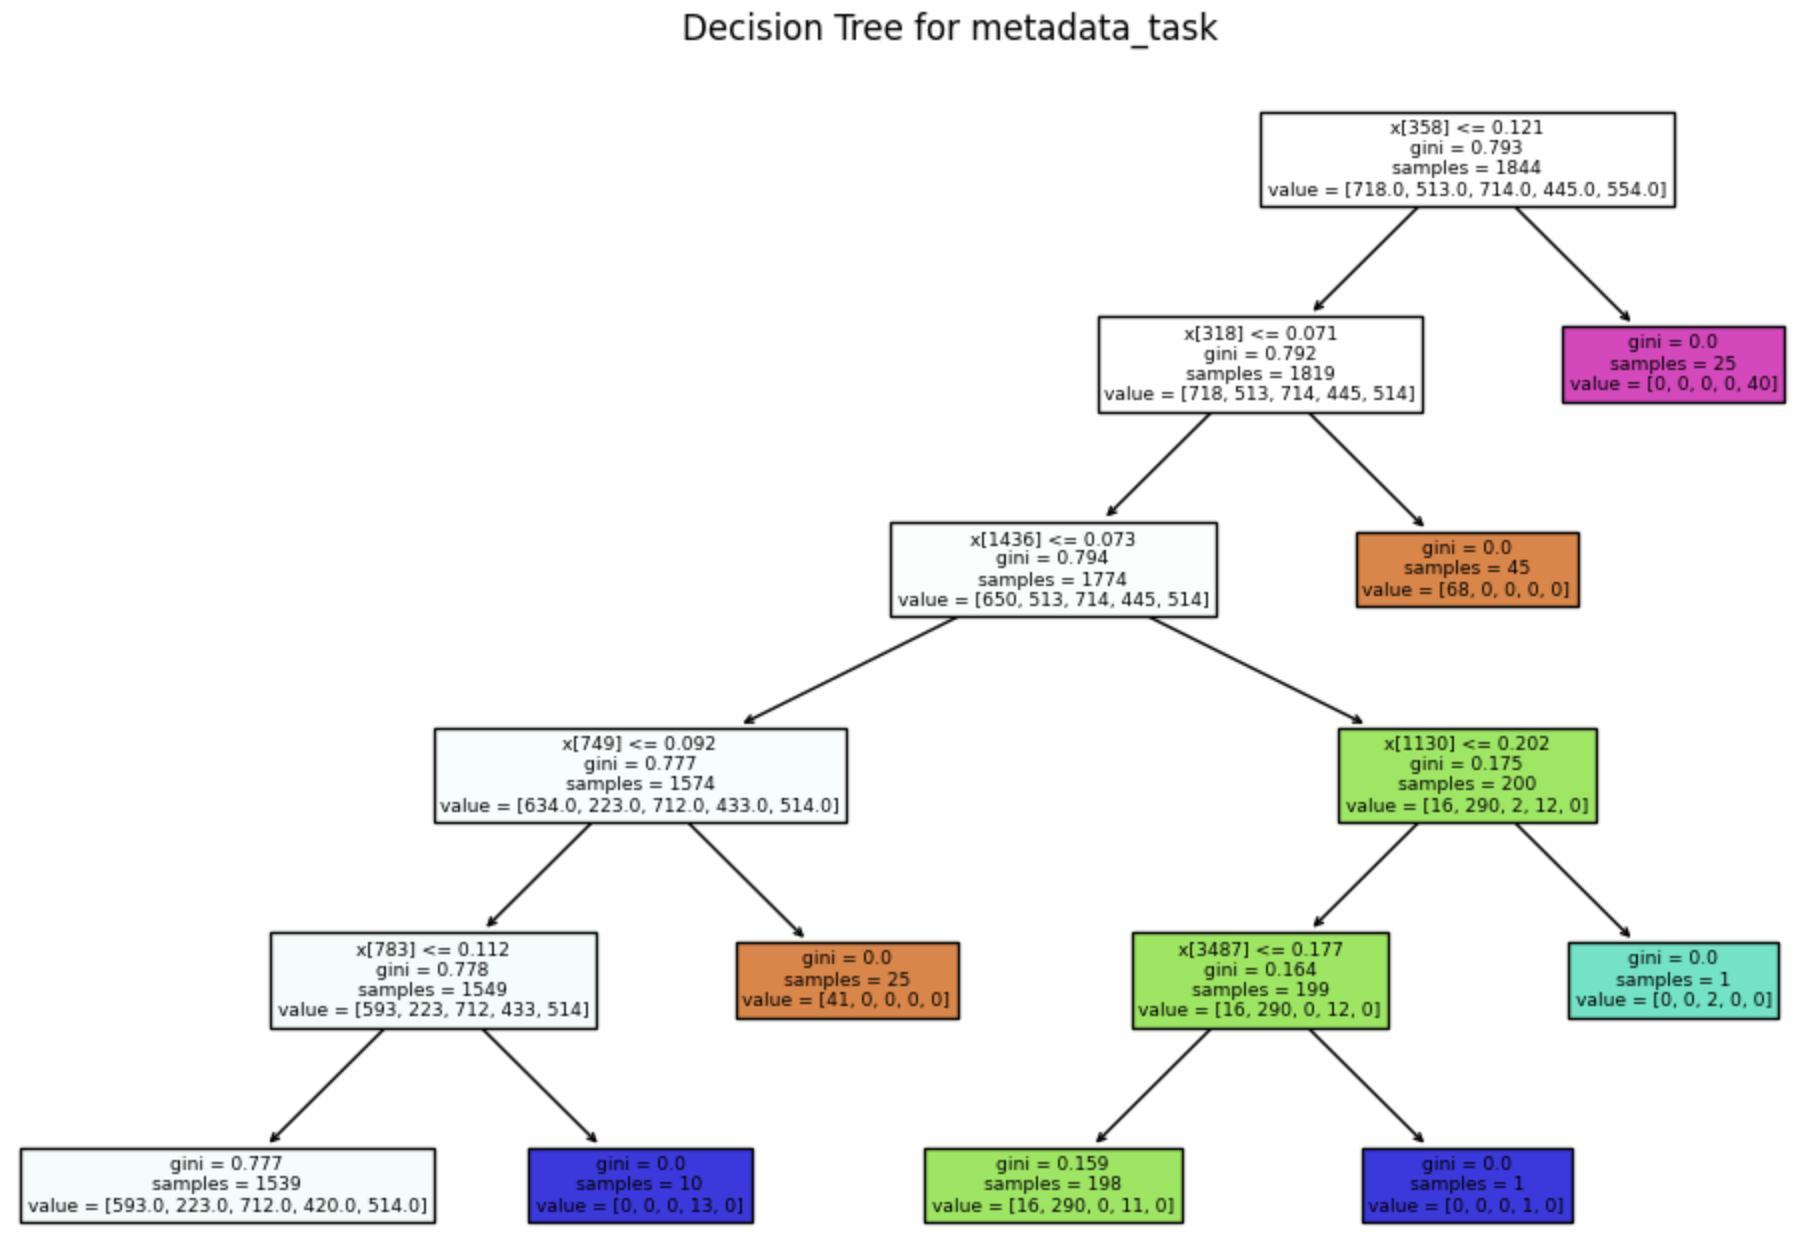 Decision Tree for metadata_task
x[358] <= 0.121
gini = 0.793
samples = 1844
value = [718.0, 513.0, 714.0, 445.0, 554.0]
x[318] <= 0.071
gini = 0.792
samples = 1819
value = [718, 513, 714, 445, 514]
gini = 0.0
samples = 25
value = [0, 0, 0, 0, 40]
x[1436] <= 0.073
gini = 0.794
samples = 1774
value = [650, 513, 714, 445, 514]
gini = 0.0
samples = 45
value = [68, 0, 0, 0, 0]
x[749] <= 0.092
gini = 0.777
samples = 1574
value = [634.0, 223.0, 712.0, 433.0, 514.0]
x[1130] <= 0.202
gini = 0.175
samples = 200
value = [16, 290, 2, 12, 0]
x[783] <= 0.112
gini = 0.778
samples = 1549
value = [593, 223, 712, 433, 514]
gini = 0.0
samples = 25
value = [41, 0, 0, 0, 0]
x[3487] <= 0.177
gini = 0.164
samples = 199
value = [16, 290, 0, 12, 0]
gini = 0.0
samples = 1
value = [0, 0, 2, 0, 0]
gini = 0.777
samples = 1539
value = [593.0, 223.0, 712.0, 420.0, 514.0]
gini = 0.0
samples = 10
value = [0, 0, 0, 13, 0]
gini = 0.159
samples = 198
value = [16, 290, 0, 11, 0]
gini = 0.0
samples = 1
value = [0, 0, 0, 1, 0]